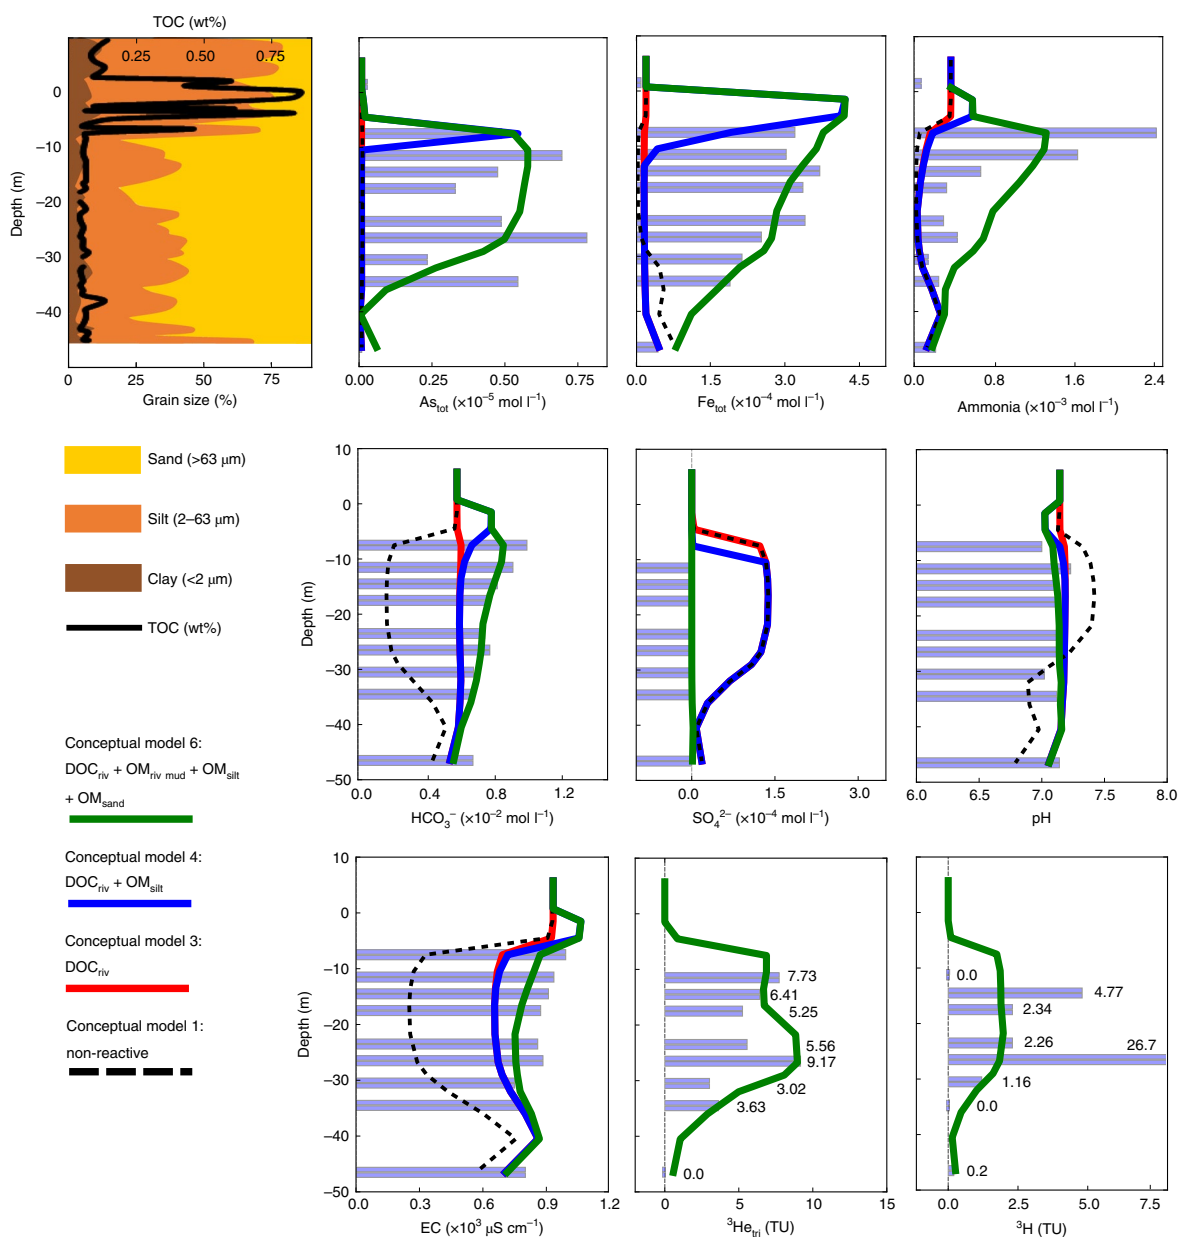 TOC (wt%)
0.25 0.50 0.75
0
–10
–20
–30
–40
Depth (m)
0 25 50 75
Grain size (%)
0.00 0.25 0.50 0.75
As_tot (×10⁻⁵ mol l⁻¹)
0.0 1.5 3.0 4.5
Fe_tot (×10⁻⁴ mol l⁻¹)
0.0 0.8 1.6 2.4
Ammonia (×10⁻³ mol l⁻¹)
Sand (>63 μm)
Silt (2–63 μm)
Clay (<2 μm)
TOC (wt%)
10
0
–10
–20
–30
–40
–50
Depth (m)
0.0 0.4 0.8 1.2
HCO₃⁻ (×10⁻² mol l⁻¹)
0.0 1.5 3.0
SO₄²⁻ (×10⁻⁴ mol l⁻¹)
6.0 7.0 7.5 8.0
pH
Conceptual model 6:
DOC_riv + OM_riv mud + OM_silt
+ OM_sand
Conceptual model 4:
DOC_riv + OM_silt
Conceptual model 3:
DOC_riv
Conceptual model 1:
non-reactive
10
0
–10
–20
–30
–40
–50
Depth (m)
0.0 0.3 0.6 0.9 1.2
EC (×10³ μS cm⁻¹)
7.73
6.41
5.25
5.56
9.17
3.02
3.63
0.0
0 5 10 15
³He_tri (TU)
0.0
4.77
2.34
2.26
26.7
1.16
0.0
0.2
0.0 2.5 5.0 7.5
³H (TU)